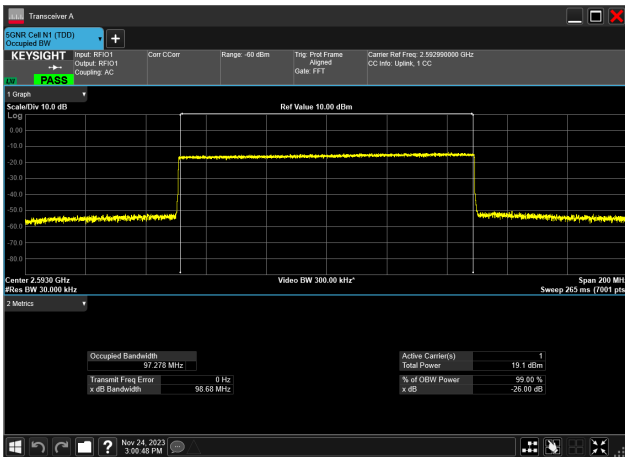 Transceiver A
5GNR Cell N1 (TDD)
Occupied BW
KEYSIGHT
PASS
Input: RFIO1
Output: RFIO1
Coupling: AC
Corr CCorr
Range: -60 dBm
Trig: Prot Frame
Aligned
Gate: FFT
Carrier Ref Freq: 2.592990000 GHz
CC Info: Uplink, 1 CC
1 Graph
Scale/Div 10.0 dB
Ref Value 10.00 dBm
Log
0.00
-10.0
-20.0
-30.0
-40.0
-50.0
-60.0
-70.0
-80.0
Center 2.5930 GHz
#Res BW 30.000 kHz
Video BW 300.00 kHz*
Span 200 MHz
Sweep 265 ms (7001 pts
2 Metrics
Occupied Bandwidth
97.278 MHz
Transmit Freq Error 0 Hz
x dB Bandwidth 98.68 MHz
Active Carrier(s) 1
Total Power 19.1 dBm
% of OBW Power 99.00 %
x dB -26.00 dB
Nov 24, 2023
3:00:48 PM